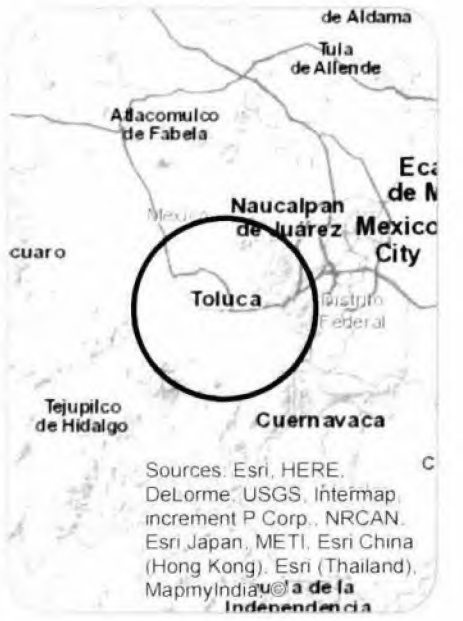 de Aldama
Tula
de Allende
Atlacomulco
de Fabela
Eca
de M
Naucalpan
de Juárez
Mexico
Mexico
City
cuaro
Toluca
Distrito
Federal
Tejupilco
de Hidalgo
Cuernavaca
C
Sources: Esri, HERE,
DeLorme, USGS, Intermap,
increment P Corp., NRCAN,
Esri Japan, METI, Esri China
(Hong Kong), Esri (Thailand),
MapmyIndia, ©
a de la
Independencia